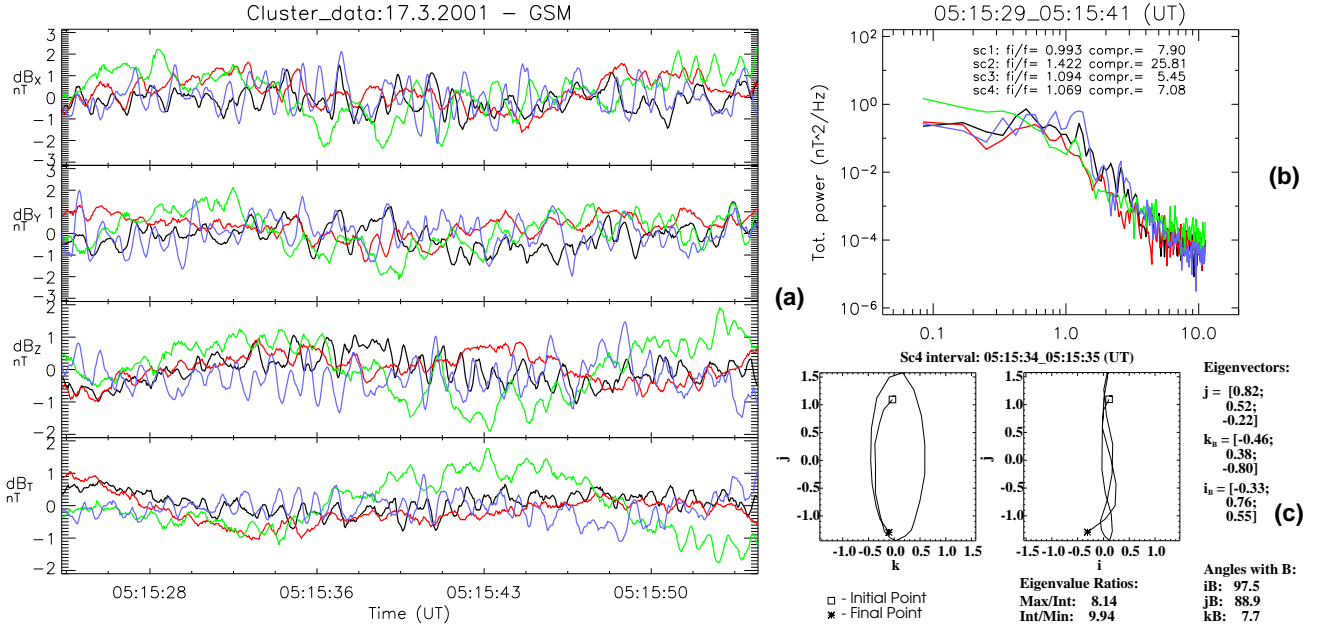 Cluster_data:17.3.2001 – GSM
3
2
1
0
-1
-2
-3
dBX
nT
3
2
1
0
-1
-2
-3
dBY
nT
2
1
0
-1
-2
dBZ
nT
2
1
0
-1
-2
dBT
nT
05:15:28 05:15:36 05:15:43 05:15:50
Time (UT)
(a)
05:15:29_05:15:41 (UT)
sc1: fi/f= 0.993 compr.= 7.90
sc2: fi/f= 1.422 compr.= 25.81
sc3: fi/f= 1.094 compr.= 5.45
sc4: fi/f= 1.069 compr.= 7.08
10^2
10^0
10^-2
10^-4
10^-6
Tot. power (nT^2/Hz)
0.1 1.0 10.0
(b)
Sc4 interval: 05:15:34_05:15:35 (UT)
1.5
1.0
0.5
0.0
-0.5
-1.0
j
-1.0 -0.5 0.0 0.5 1.0
k
1.5
1.0
0.5
0.0
-0.5
-1.0
j
-1.5 -1.0 -0.5 0.0 0.5 1.0 1.5
i
Eigenvectors:
j = [0.82;
0.52;
-0.22]
kB = [-0.46;
0.38;
-0.80]
iB = [-0.33;
0.76;
0.55]
(c)
- Initial Point
- Final Point
Eigenvalue Ratios:
Max/Int: 8.14
Int/Min: 9.94
Angles with B:
iB: 97.5
jB: 88.9
kB: 7.7